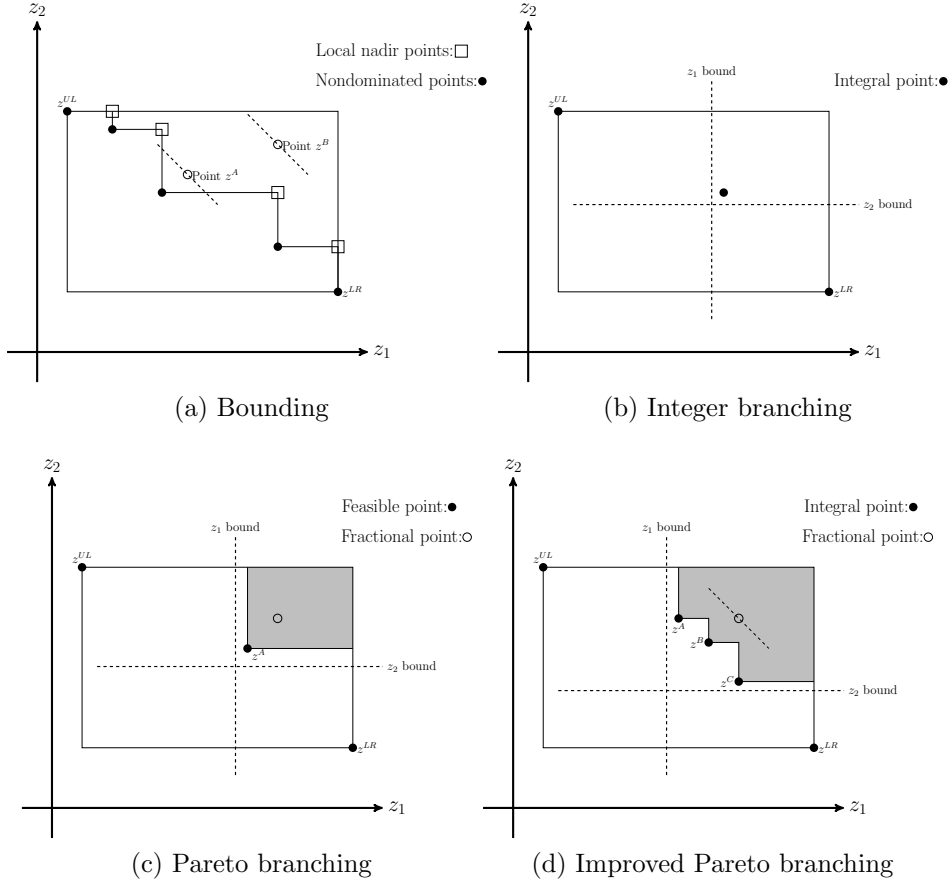 z₂
Local nadir points:
Nondominated points:
z^{UL}
Point z^B
Point z^A
z^{LR}
z₁
(a) Bounding
z₂
z₁ bound
Integral point:
z^{UL}
z₂ bound
z^{LR}
z₁
(b) Integer branching
z₂
Feasible point:
z₁ bound
Fractional point:
z^{UL}
z^A
z₂ bound
z^{LR}
z₁
(c) Pareto branching
z₂
Integral point:
z₁ bound
Fractional point:
z^{UL}
z^A
z^B
z^C
z₂ bound
z^{LR}
z₁
(d) Improved Pareto branching